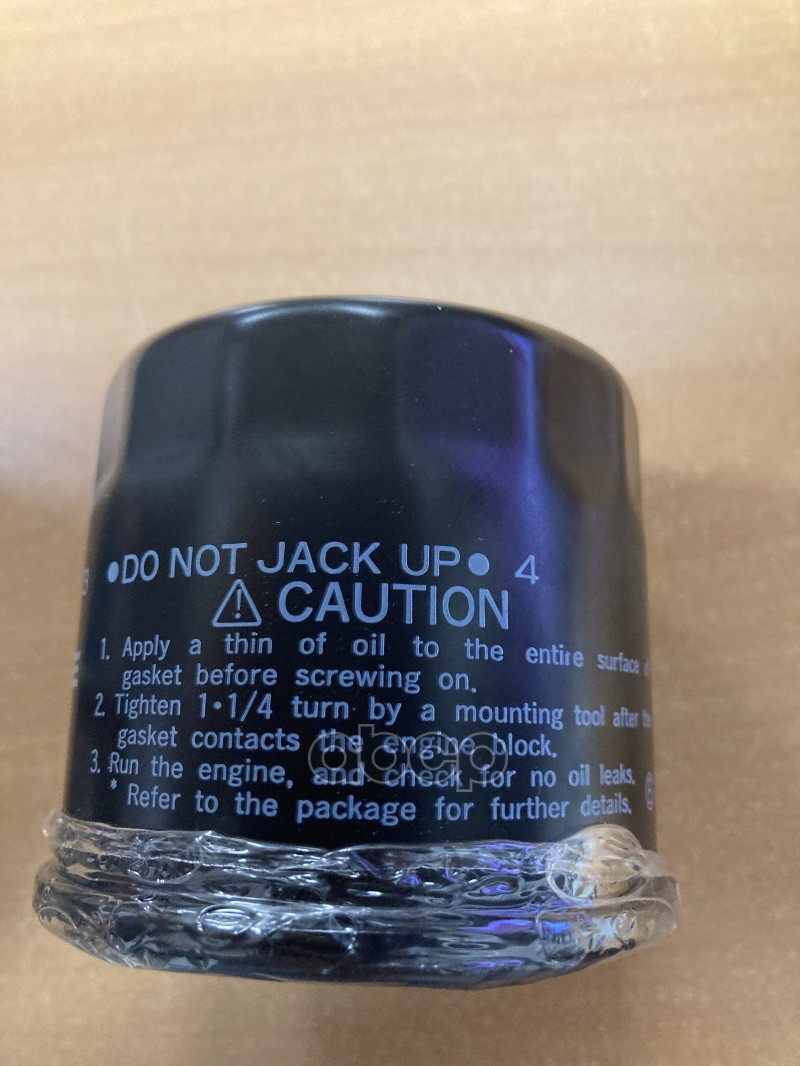 •DO NOT JACK UP• 4
⚠ CAUTION
1. Apply a thin of oil to the entire surface
gasket before screwing on.
2. Tighten 1•1/4 turn by a mounting tool after the
gasket contacts the engine block.
3. Run the engine, and check for no oil leaks.
* Refer to the package for further details.
abcp